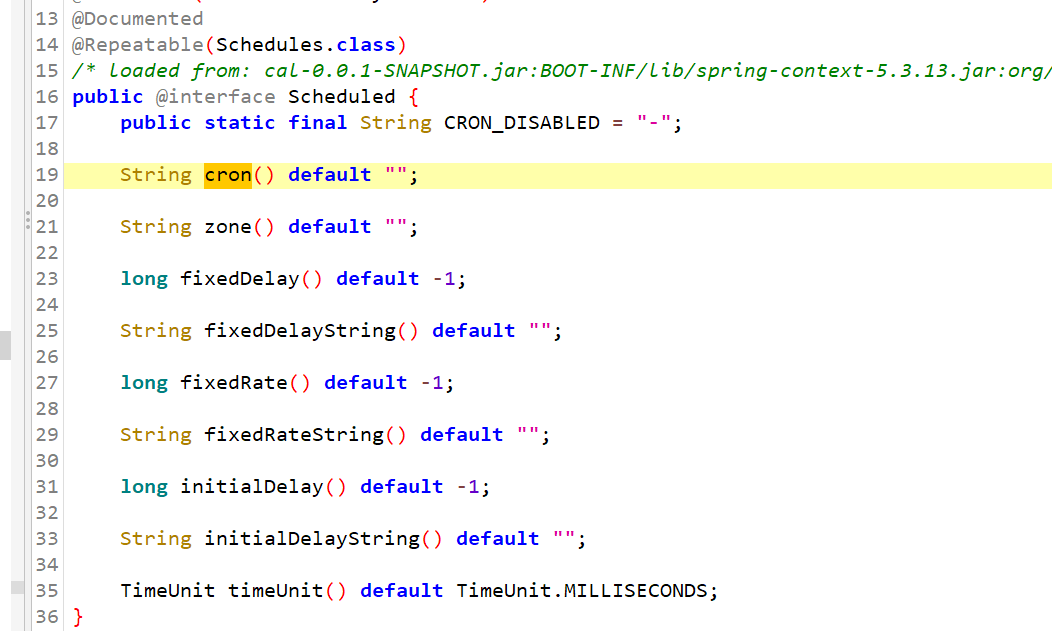 13 @Documented
14 @Repeatable(Schedules.class)
15 /* loaded from: cal-0.0.1-SNAPSHOT.jar:BOOT-INF/lib/spring-context-5.3.13.jar:org/
16 public @interface Scheduled {
17     public static final String CRON_DISABLED = "-";
18
19     String cron() default "";
20
21     String zone() default "";
22
23     long fixedDelay() default -1;
24
25     String fixedDelayString() default "";
26
27     long fixedRate() default -1;
28
29     String fixedRateString() default "";
30
31     long initialDelay() default -1;
32
33     String initialDelayString() default "";
34
35     TimeUnit timeUnit() default TimeUnit.MILLISECONDS;
36 }